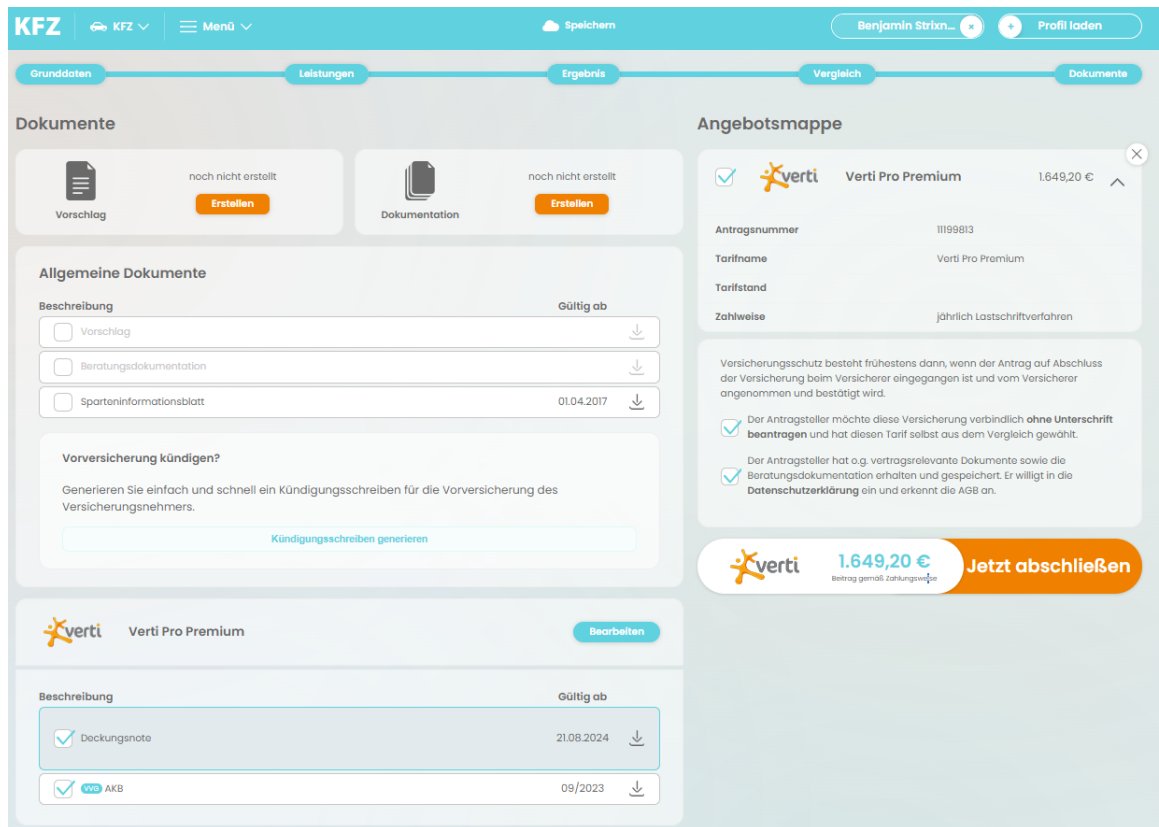 KFZ
KFZ
Menü
Speichern
Benjamin Strixn...
Profil laden
Grunddaten
Leistungen
Ergebnis
Vergleich
Dokumente
Dokumente
noch nicht erstellt
Erstellen
Vorschlag
noch nicht erstellt
Erstellen
Dokumentation
Allgemeine Dokumente
Beschreibung Gültig ab
Vorschlag
Beratungsdokumentation
Sparteninformationsblatt 01.04.2017
Vorversicherung kündigen?
Generieren Sie einfach und schnell ein Kündigungsschreiben für die Vorversicherung des
Versicherungsnehmers.
Kündigungsschreiben generieren
verti Verti Pro Premium Bearbeiten
Beschreibung Gültig ab
Deckungsnote 21.08.2024
VVG AKB 09/2023
Angebotsmappe
verti Verti Pro Premium 1.649,20 €
Antragsnummer 11199813
Tarifname Verti Pro Premium
Tarifstand
Zahlweise jährlich Lastschriftverfahren
Versicherungsschutz besteht frühestens dann, wenn der Antrag auf Abschluss
der Versicherung beim Versicherer eingegangen ist und vom Versicherer
angenommen und bestätigt wird.
Der Antragsteller möchte diese Versicherung verbindlich ohne Unterschrift
beantragen und hat diesen Tarif selbst aus dem Vergleich gewählt.
Der Antragsteller hat o.g. vertragsrelevante Dokumente sowie die
Beratungsdokumentation erhalten und gespeichert. Er willigt in die
Datenschutzerklärung ein und erkennt die AGB an.
verti 1.649,20 € Jetzt abschließen
Beitrag gemäß Zahlungsweise